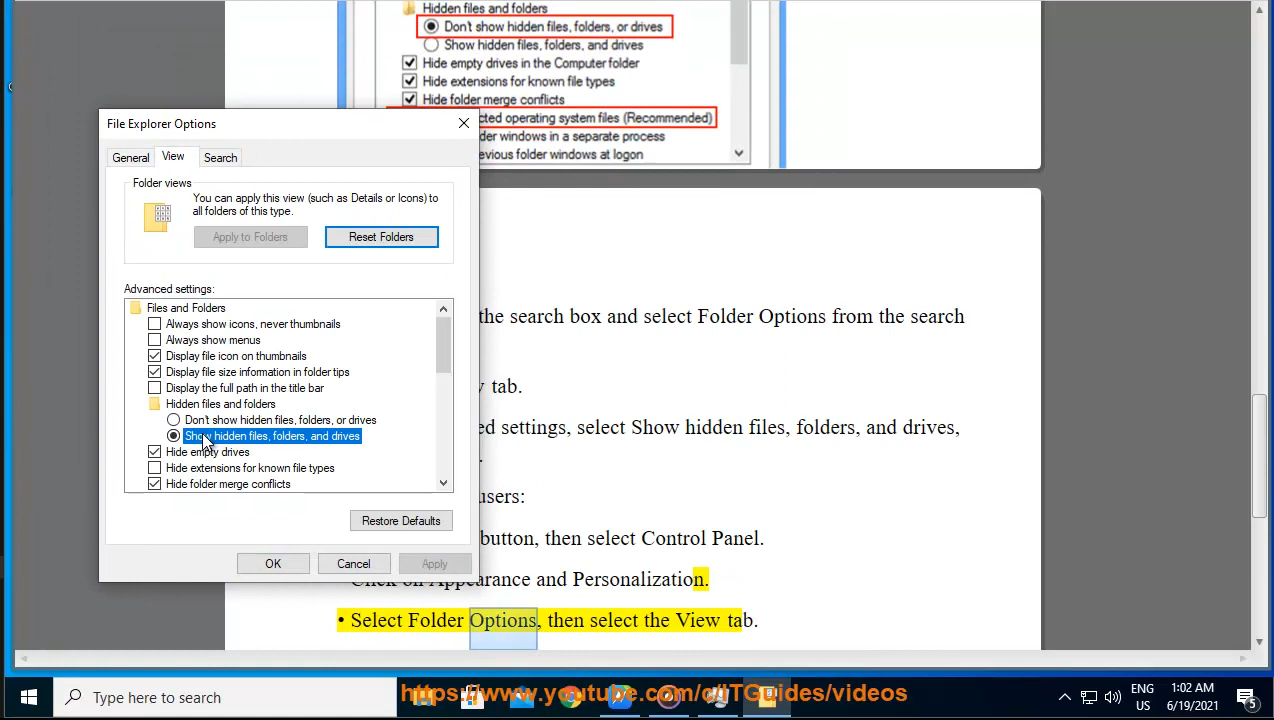 Hidden files and folders
Don't show hidden files, folders, or drives
Show hidden files, folders, and drives
Hide empty drives in the Computer folder
Hide extensions for known file types
Hide folder merge conflicts
cted operating system files (Recommended)
der windows in a separate process
evious folder windows at logon
File Explorer Options
General View Search
Folder views
You can apply this view (such as Details or Icons) to
all folders of this type.
Apply to Folders Reset Folders
Advanced settings:
Files and Folders
Always show icons, never thumbnails
Always show menus
Display file icon on thumbnails
Display file size information in folder tips
Display the full path in the title bar
Hidden files and folders
Don't show hidden files, folders, or drives
Show hidden files, folders, and drives
Hide empty drives
Hide extensions for known file types
Hide folder merge conflicts
Restore Defaults
OK Cancel Apply
the search box and select Folder Options from the search
tab.
ed settings, select Show hidden files, folders, and drives,
users:
button, then select Control Panel.
Click on Appearance and Personalization.
• Select Folder Options, then select the View tab.
Type here to search
https://www.youtube.com/c/ITGuides/videos
ENG
US
1:02 AM
6/19/2021
5